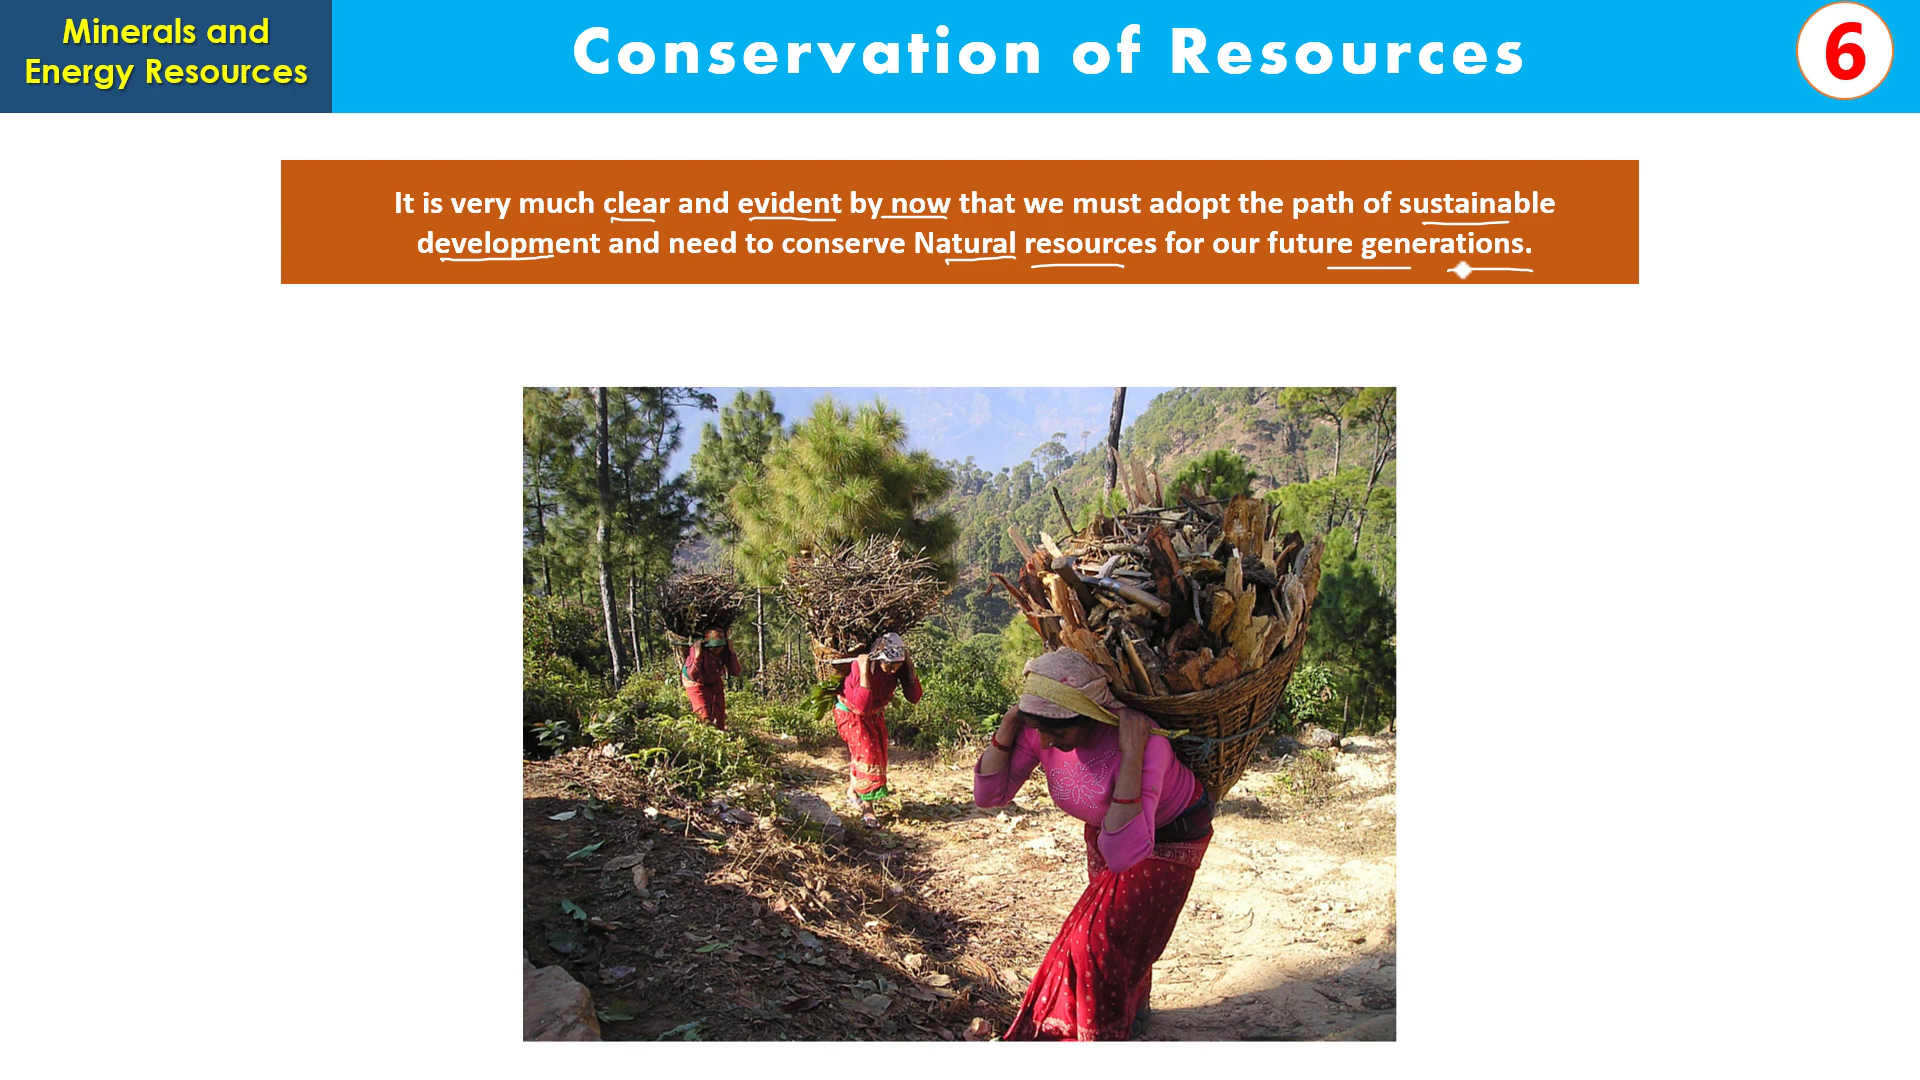 Minerals and
Energy Resources
Conservation of Resources
6
It is very much clear and evident by now that we must adopt the path of sustainable
development and need to conserve Natural resources for our future generations.